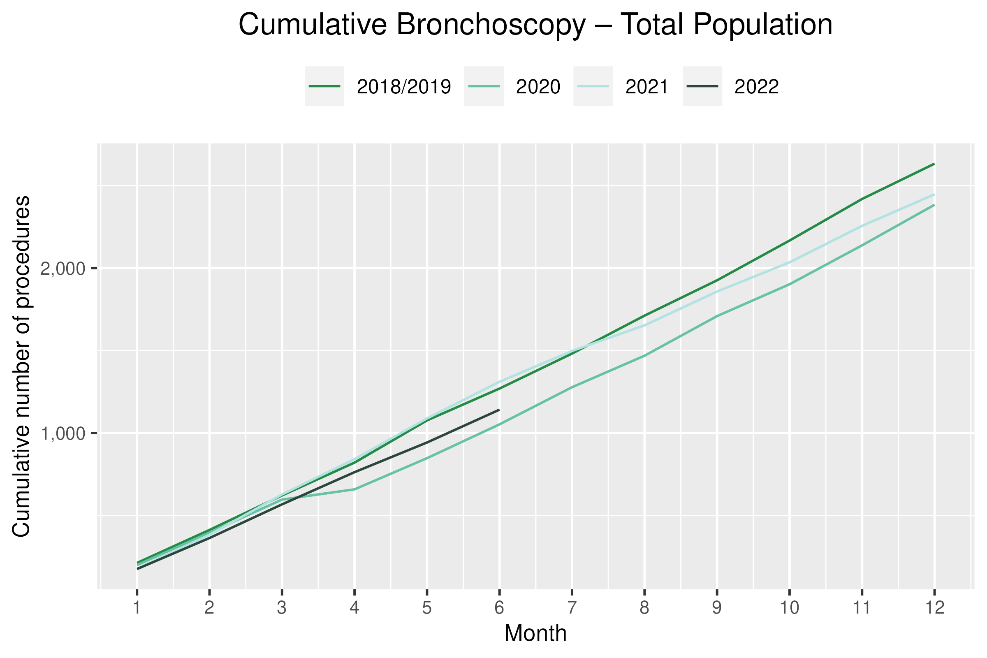 Cumulative Bronchoscopy – Total Population
2018/2019 2020 2021 2022
Cumulative number of procedures
2,000
1,000
1 2 3 4 5 6 7 8 9 10 11 12
Month